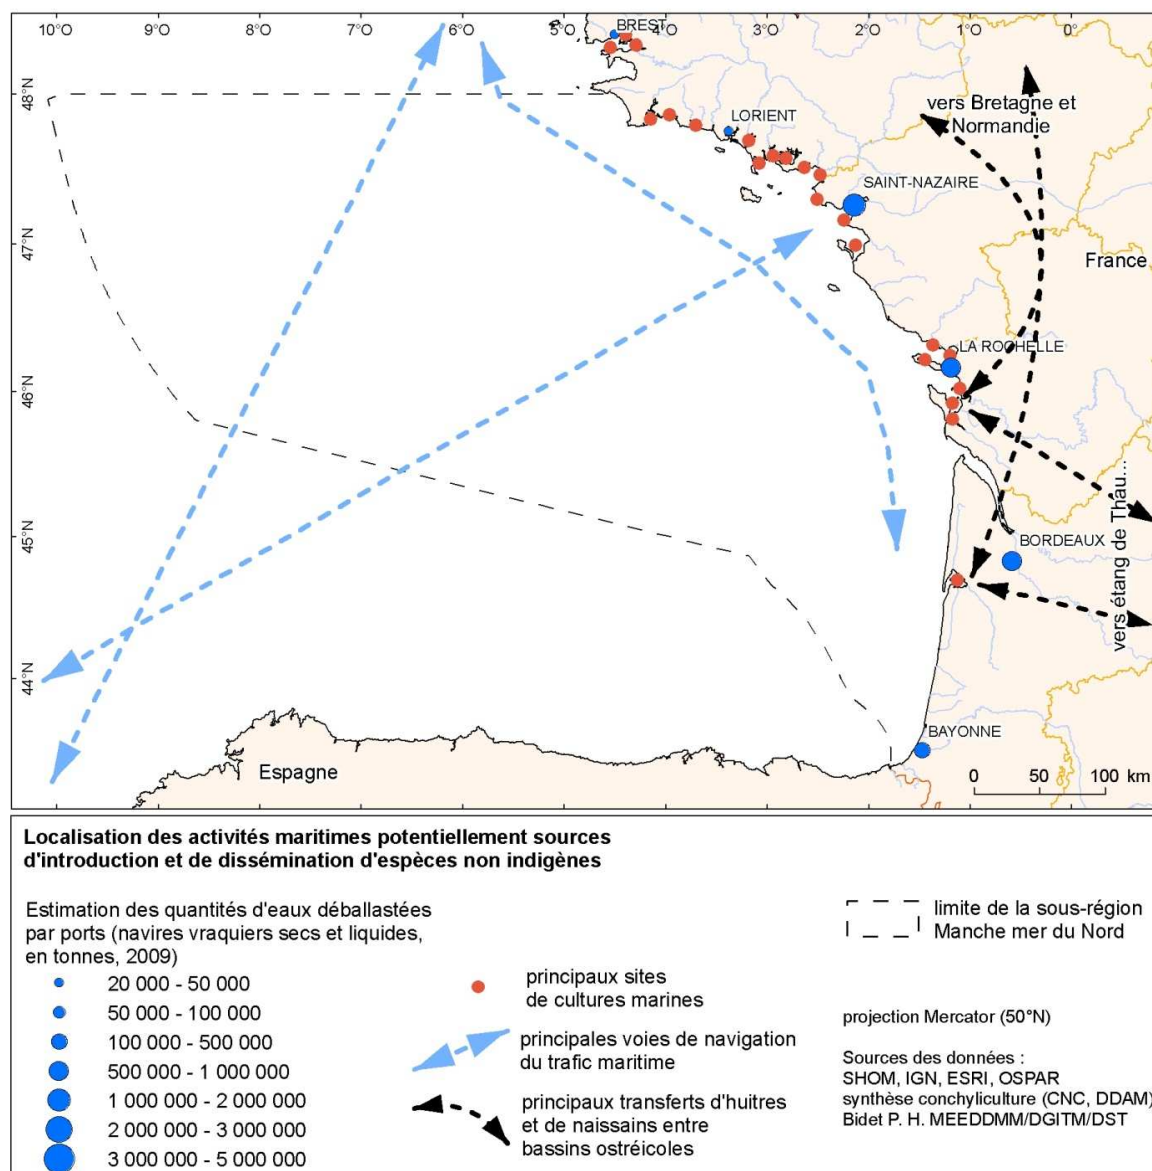 10°O 9°O 8°O 7°O 6°O 5°O 4°O 3°O 2°O 1°O 0°
BREST
48°N
vers Bretagne et
Normandie
LORIENT
SAINT-NAZAIRE
47°N
France
LA ROCHELLE
46°N
vers étang de Thau...
45°N
BORDEAUX
44°N
BAYONNE
Espagne
0 50 100 km
Localisation des activités maritimes potentiellement sources
d'introduction et de dissémination d'espèces non indigènes
Estimation des quantités d'eaux déballastées
par ports (navires vraquiers secs et liquides,
en tonnes, 2009)
20 000 - 50 000
50 000 - 100 000
100 000 - 500 000
500 000 - 1 000 000
1 000 000 - 2 000 000
2 000 000 - 3 000 000
3 000 000 - 5 000 000
principaux sites
de cultures marines
principales voies de navigation
du trafic maritime
principaux transferts d'huitres
et de naissains entre
bassins ostréicoles
limite de la sous-région
Manche mer du Nord
projection Mercator (50°N)
Sources des données :
SHOM, IGN, ESRI, OSPAR
synthèse conchyliculture (CNC, DDAM)
Bidet P. H. MEEDDMM/DGITM/DST